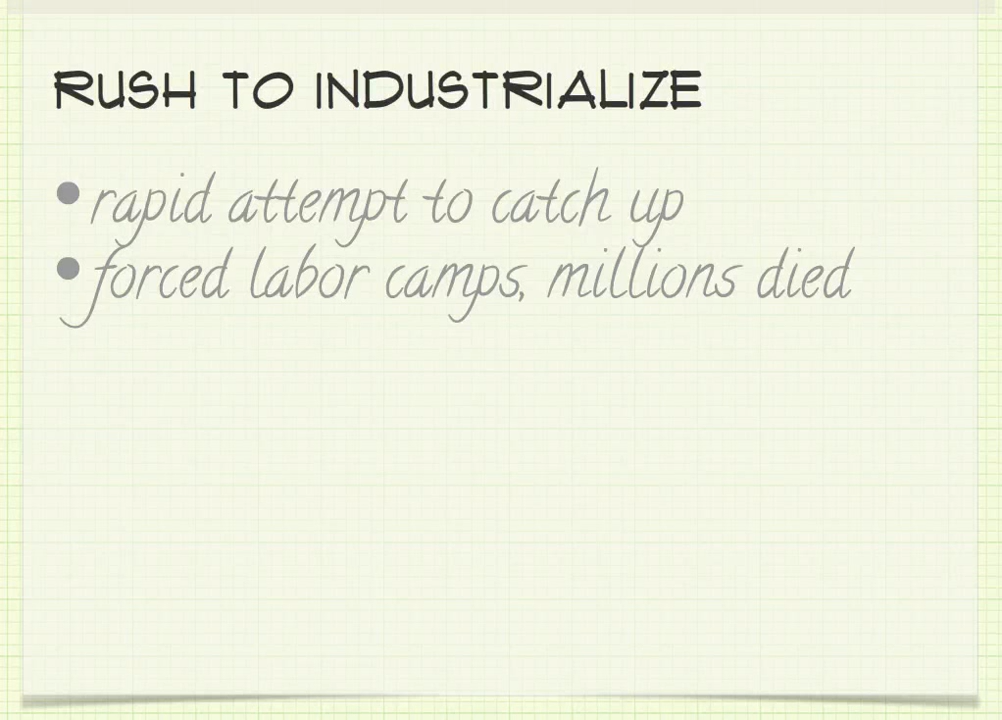 RUSH TO INDUSTRIALIZE
• rapid attempt to catch up
• forced labor camps, millions died